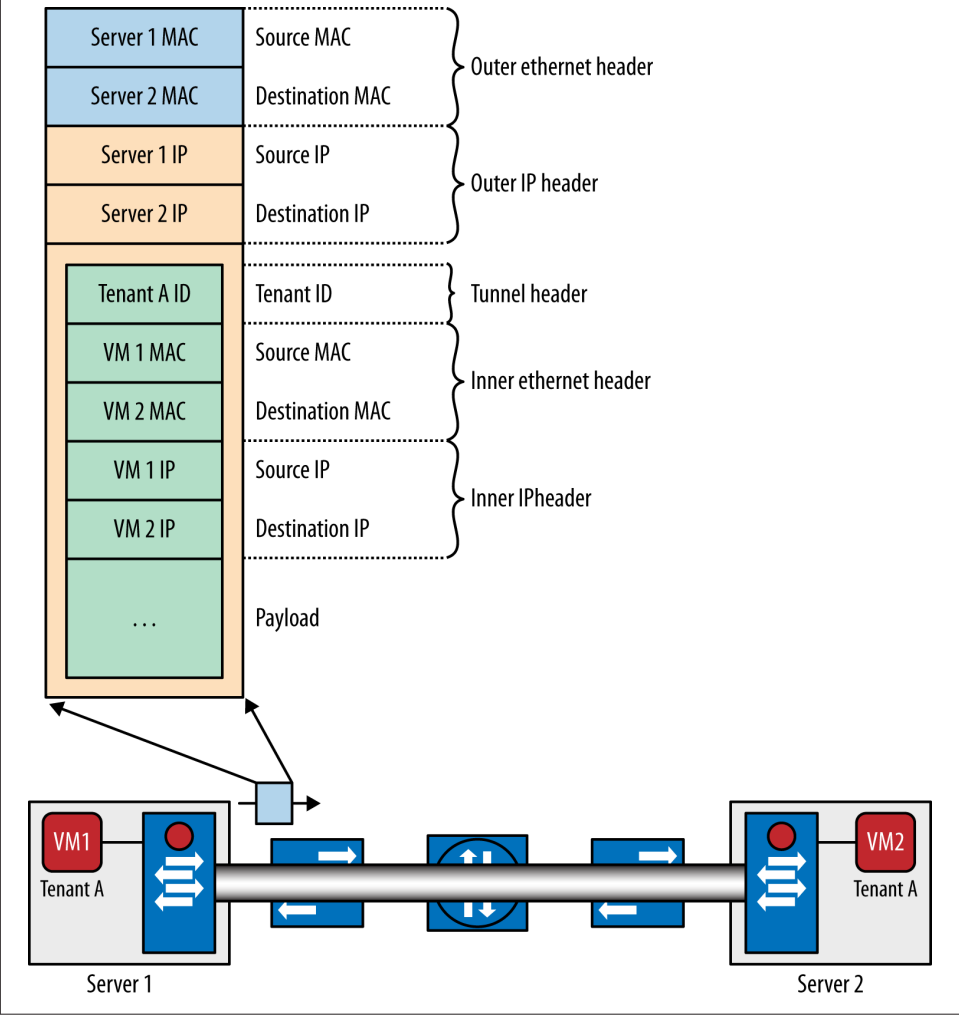 Server 1 MAC Source MAC
Outer ethernet header
Server 2 MAC Destination MAC
Server 1 IP Source IP
Outer IP header
Server 2 IP Destination IP
Tenant A ID Tenant ID Tunnel header
VM 1 MAC Source MAC
Inner ethernet header
VM 2 MAC Destination MAC
VM 1 IP Source IP
Inner IPheader
VM 2 IP Destination IP
... Payload
VM1 VM2
Tenant A Tenant A
Server 1 Server 2